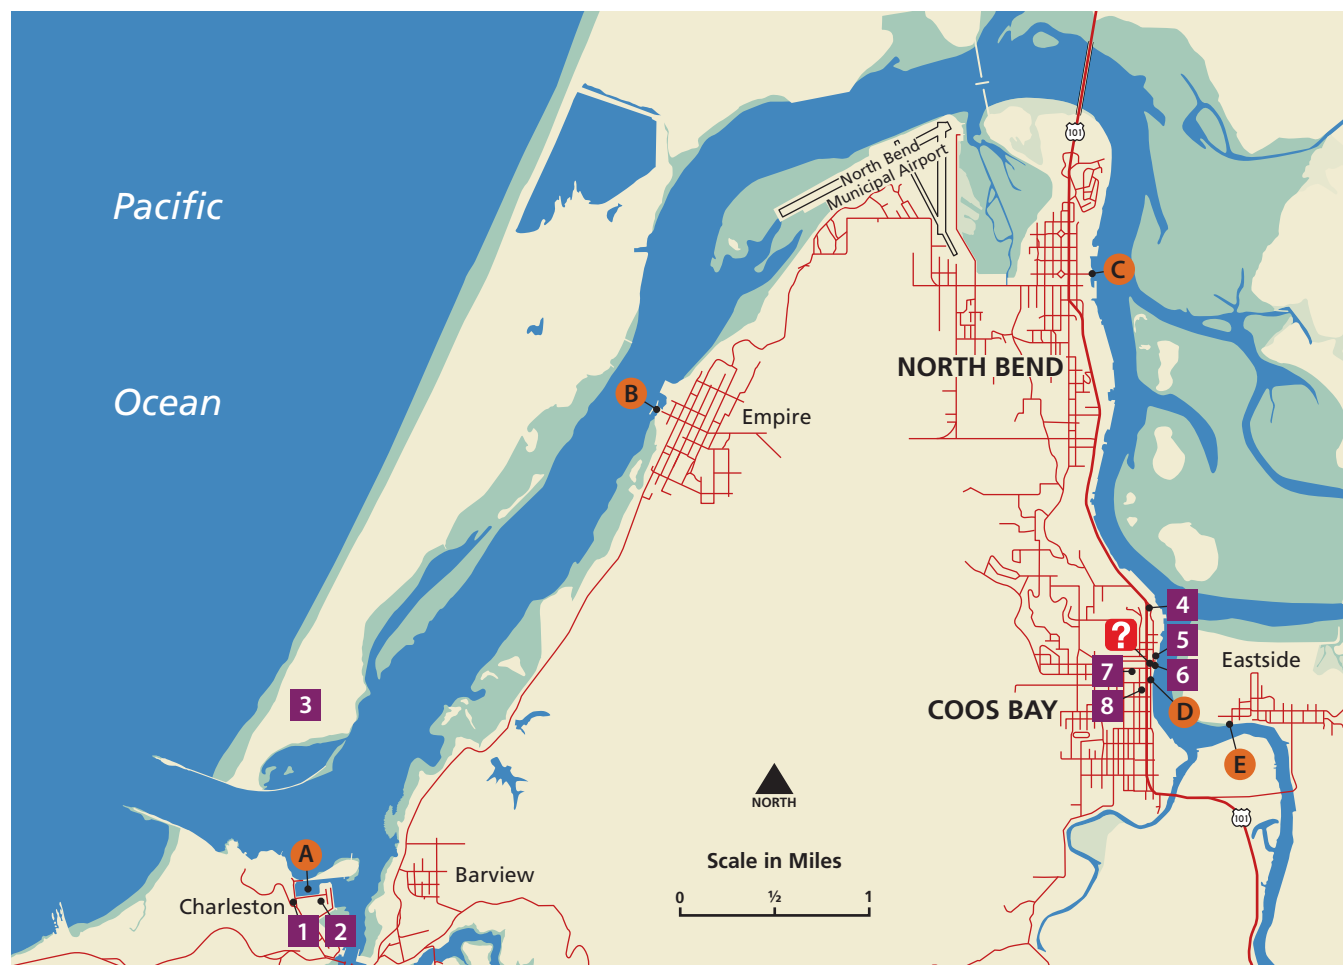 101
North Bend
Municipal Airport
Pacific
C
NORTH BEND
B
Ocean
Empire
4
?
5
7
6
Eastside
3
COOS BAY
8
D
E
NORTH
101
A
Scale in Miles
Barview
0
½
1
Charleston
1
2